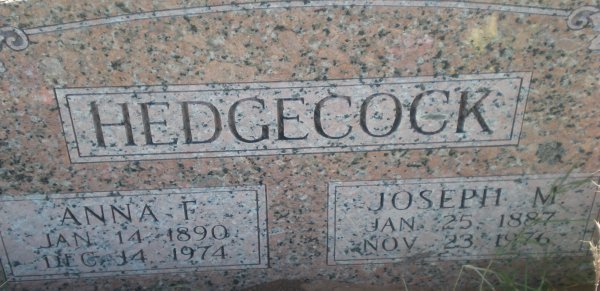 HEDGECOCK
ANNA F.
JAN. 14 1890
DEC. 14 1974
JOSEPH M.
JAN. 25 1887
NOV. 23 1976